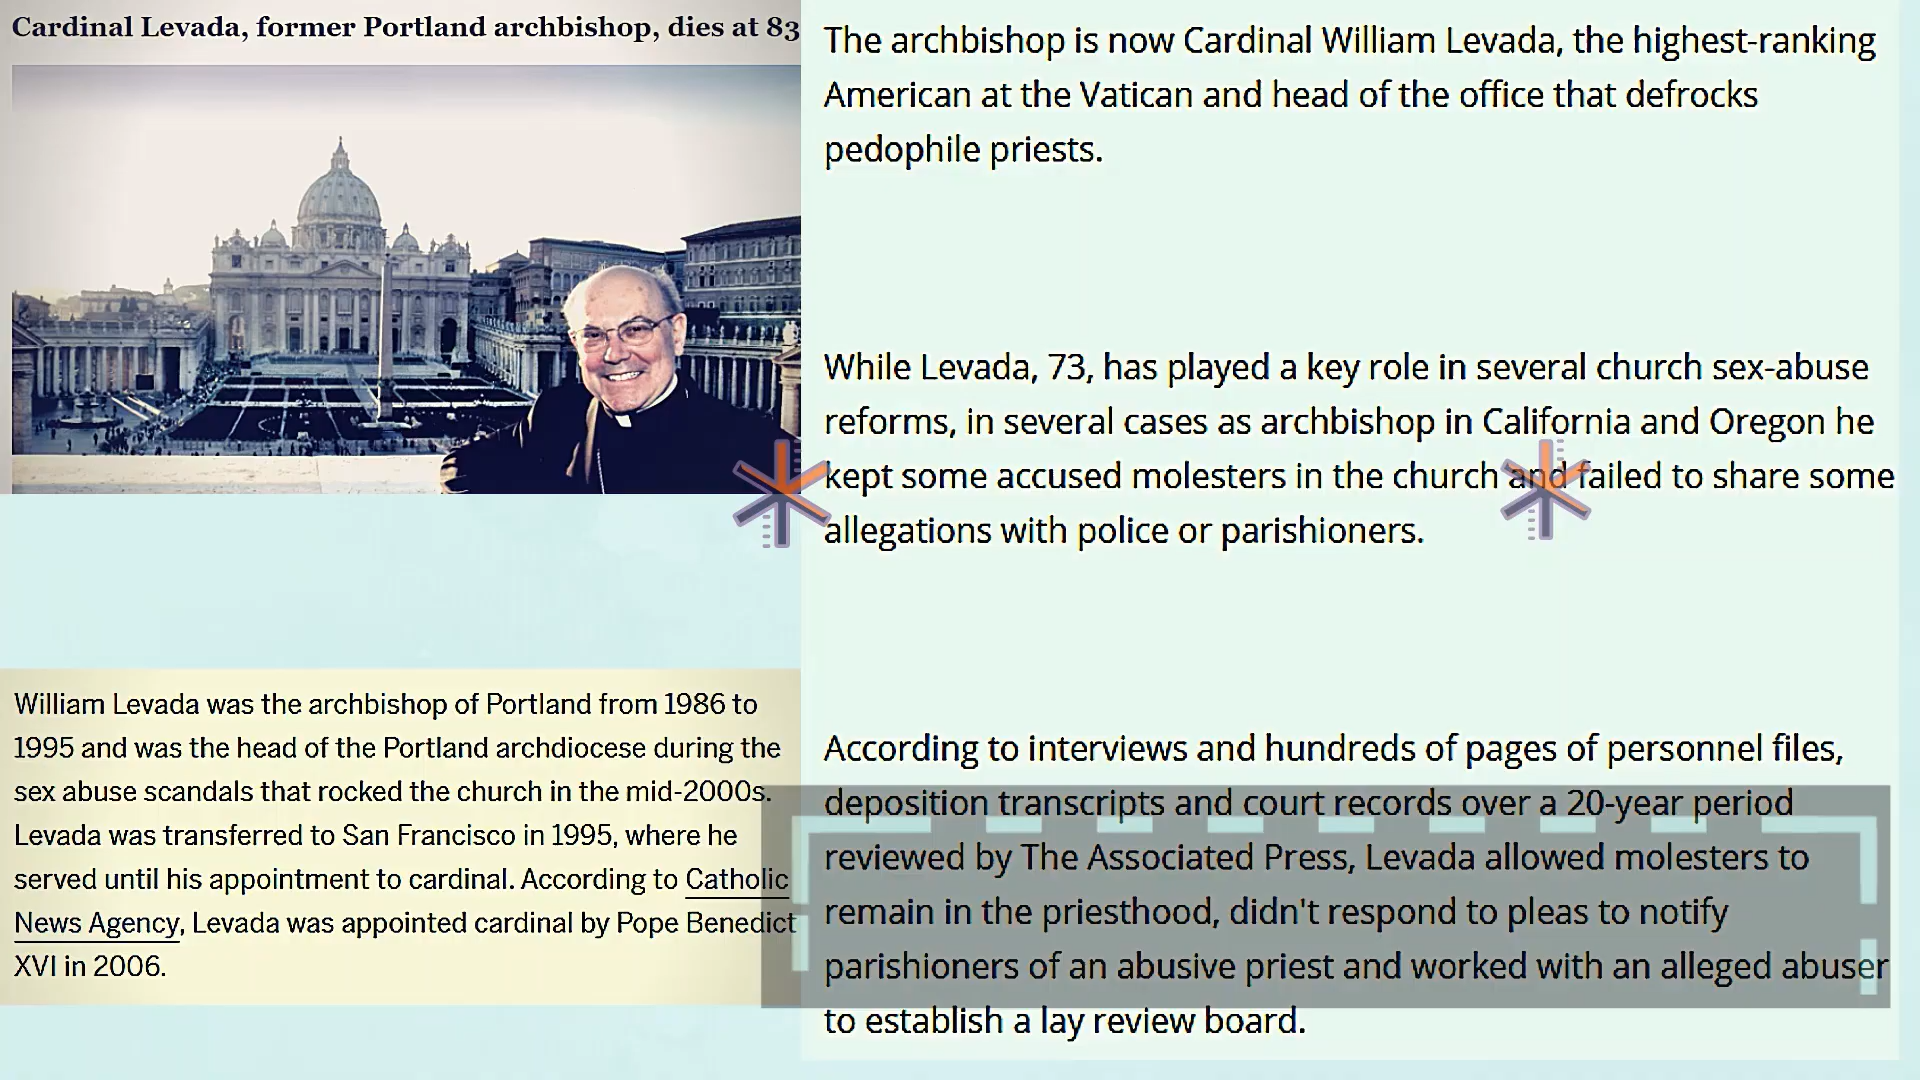 Cardinal Levada, former Portland archbishop, dies at 83
William Levada was the archbishop of Portland from 1986 to
1995 and was the head of the Portland archdiocese during the
sex abuse scandals that rocked the church in the mid-2000s.
Levada was transferred to San Francisco in 1995, where he
served until his appointment to cardinal. According to Catholic
News Agency, Levada was appointed cardinal by Pope Benedict
XVI in 2006.
The archbishop is now Cardinal William Levada, the highest-ranking
American at the Vatican and head of the office that defrocks
pedophile priests.
While Levada, 73, has played a key role in several church sex-abuse
reforms, in several cases as archbishop in California and Oregon he
kept some accused molesters in the church and failed to share some
allegations with police or parishioners.
According to interviews and hundreds of pages of personnel files,
deposition transcripts and court records over a 20-year period
reviewed by The Associated Press, Levada allowed molesters to
remain in the priesthood, didn't respond to pleas to notify
parishioners of an abusive priest and worked with an alleged abuser
to establish a lay review board.